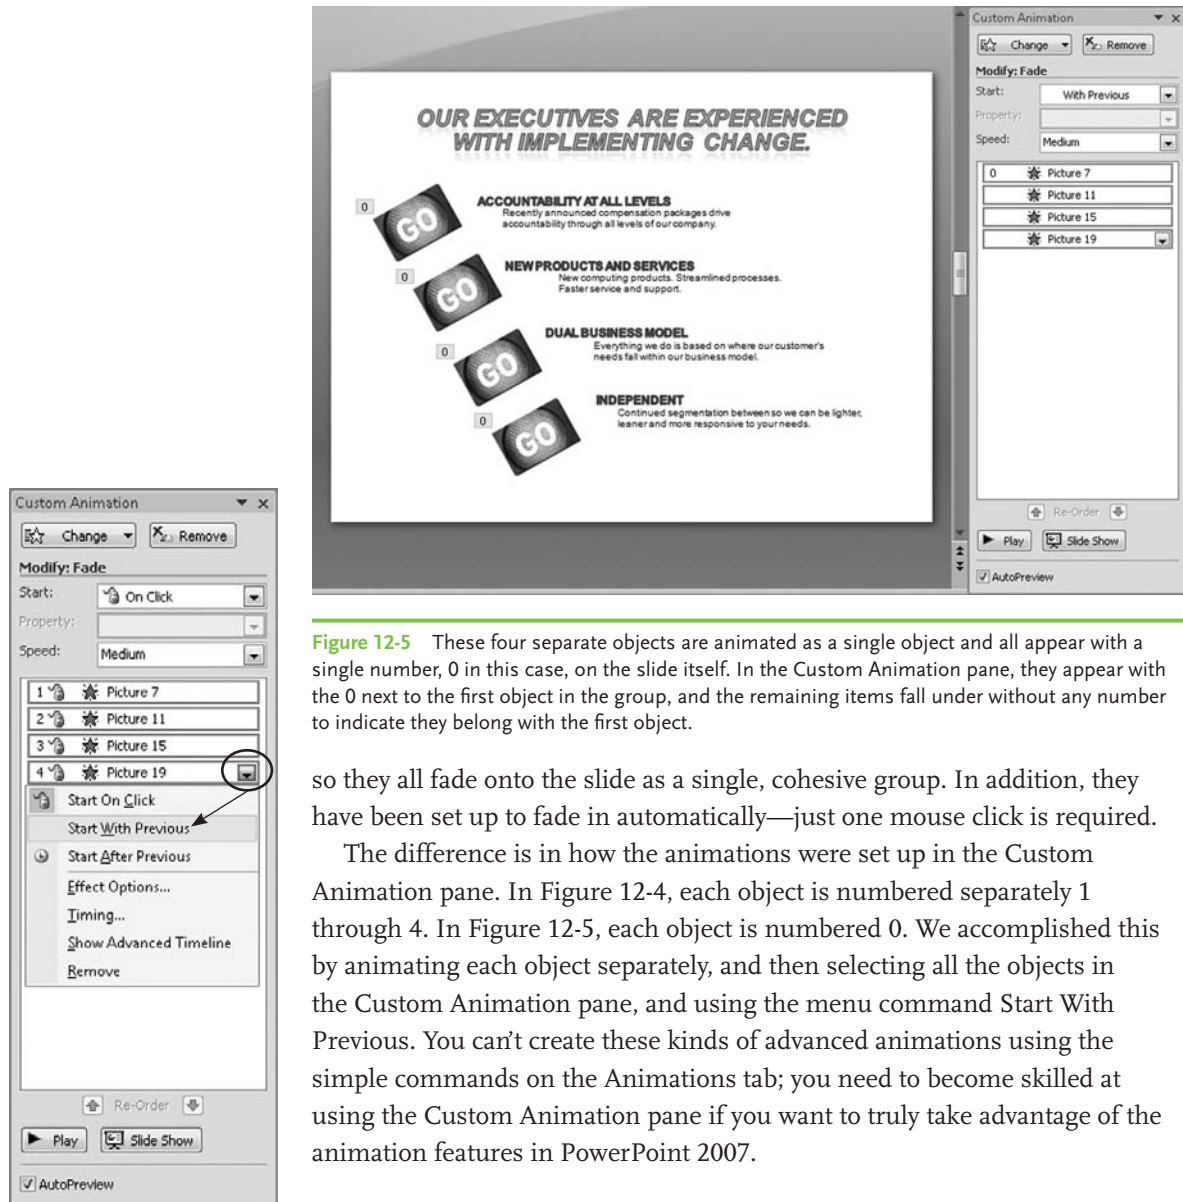 Custom Animation
Change
Remove
Modify: Fade
Start:
With Previous
Property:
Speed:
Medium
0 Picture 7
Picture 11
Picture 15
Picture 19
Re-Order
Play
Slide Show
AutoPreview
OUR EXECUTIVES ARE EXPERIENCED
WITH IMPLEMENTING CHANGE.
0
GO
ACCOUNTABILITY AT ALL LEVELS
Recently announced compensation packages drive
accountability through all levels of our company.
0
GO
NEW PRODUCTS AND SERVICES
New computing products. Streamlined processes.
Faster service and support.
0
GO
DUAL BUSINESS MODEL
Everything we do is based on where our customer's
needs fall within our business model.
0
GO
INDEPENDENT
Continued segmentation between so we can be lighter,
leaner and more responsive to your needs.
Custom Animation
Change
Remove
Modify: Fade
Start:
On Click
Property:
Speed:
Medium
1 Picture 7
2 Picture 11
3 Picture 15
4 Picture 19
Start On Click
Start With Previous
Start After Previous
Effect Options...
Timing...
Show Advanced Timeline
Remove
Re-Order
Play
Slide Show
AutoPreview
Figure 12-5 These four separate objects are animated as a single object and all appear with a
single number, 0 in this case, on the slide itself. In the Custom Animation pane, they appear with
the 0 next to the first object in the group, and the remaining items fall under without any number
to indicate they belong with the first object.
so they all fade onto the slide as a single, cohesive group. In addition, they
have been set up to fade in automatically—just one mouse click is required.
The difference is in how the animations were set up in the Custom
Animation pane. In Figure 12-4, each object is numbered separately 1
through 4. In Figure 12-5, each object is numbered 0. We accomplished this
by animating each object separately, and then selecting all the objects in
the Custom Animation pane, and using the menu command Start With
Previous. You can't create these kinds of advanced animations using the
simple commands on the Animations tab; you need to become skilled at
using the Custom Animation pane if you want to truly take advantage of the
animation features in PowerPoint 2007.